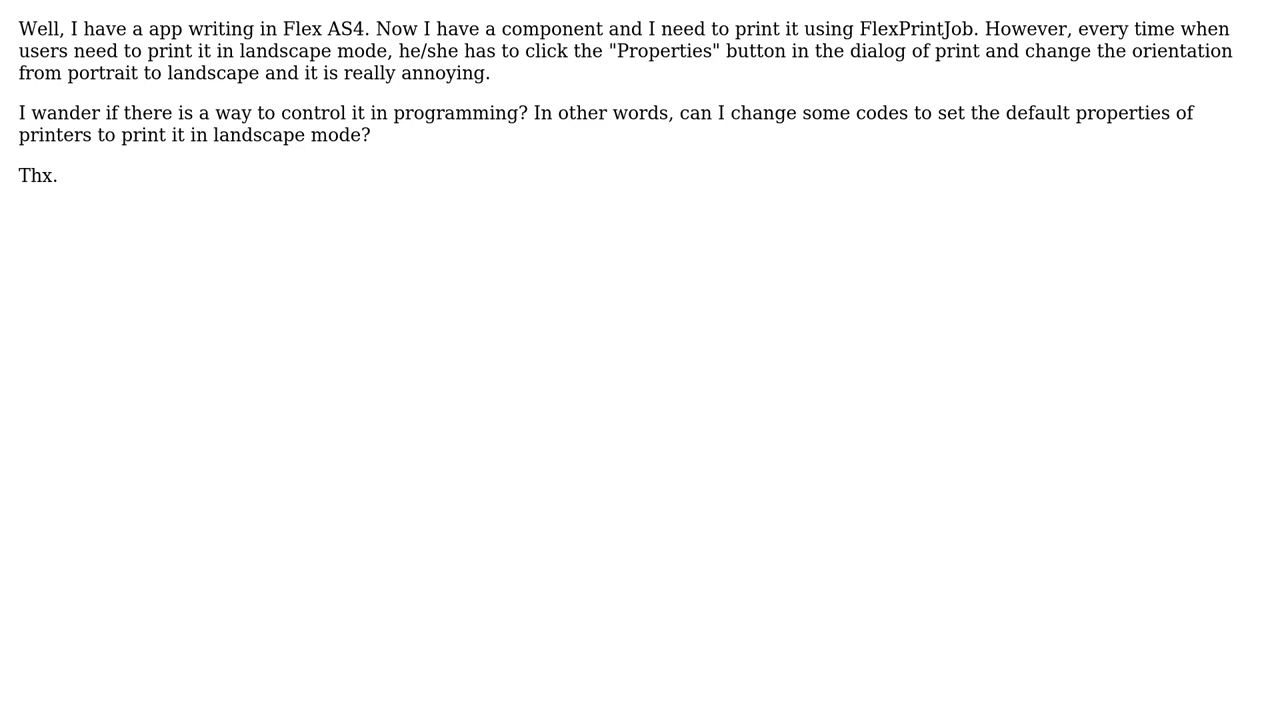 Well, I have a app writing in Flex AS4. Now I have a component and I need to print it using FlexPrintJob. However, every time when
users need to print it in landscape mode, he/she has to click the "Properties" button in the dialog of print and change the orientation
from portrait to landscape and it is really annoying.
I wander if there is a way to control it in programming? In other words, can I change some codes to set the default properties of
printers to print it in landscape mode?
Thx.